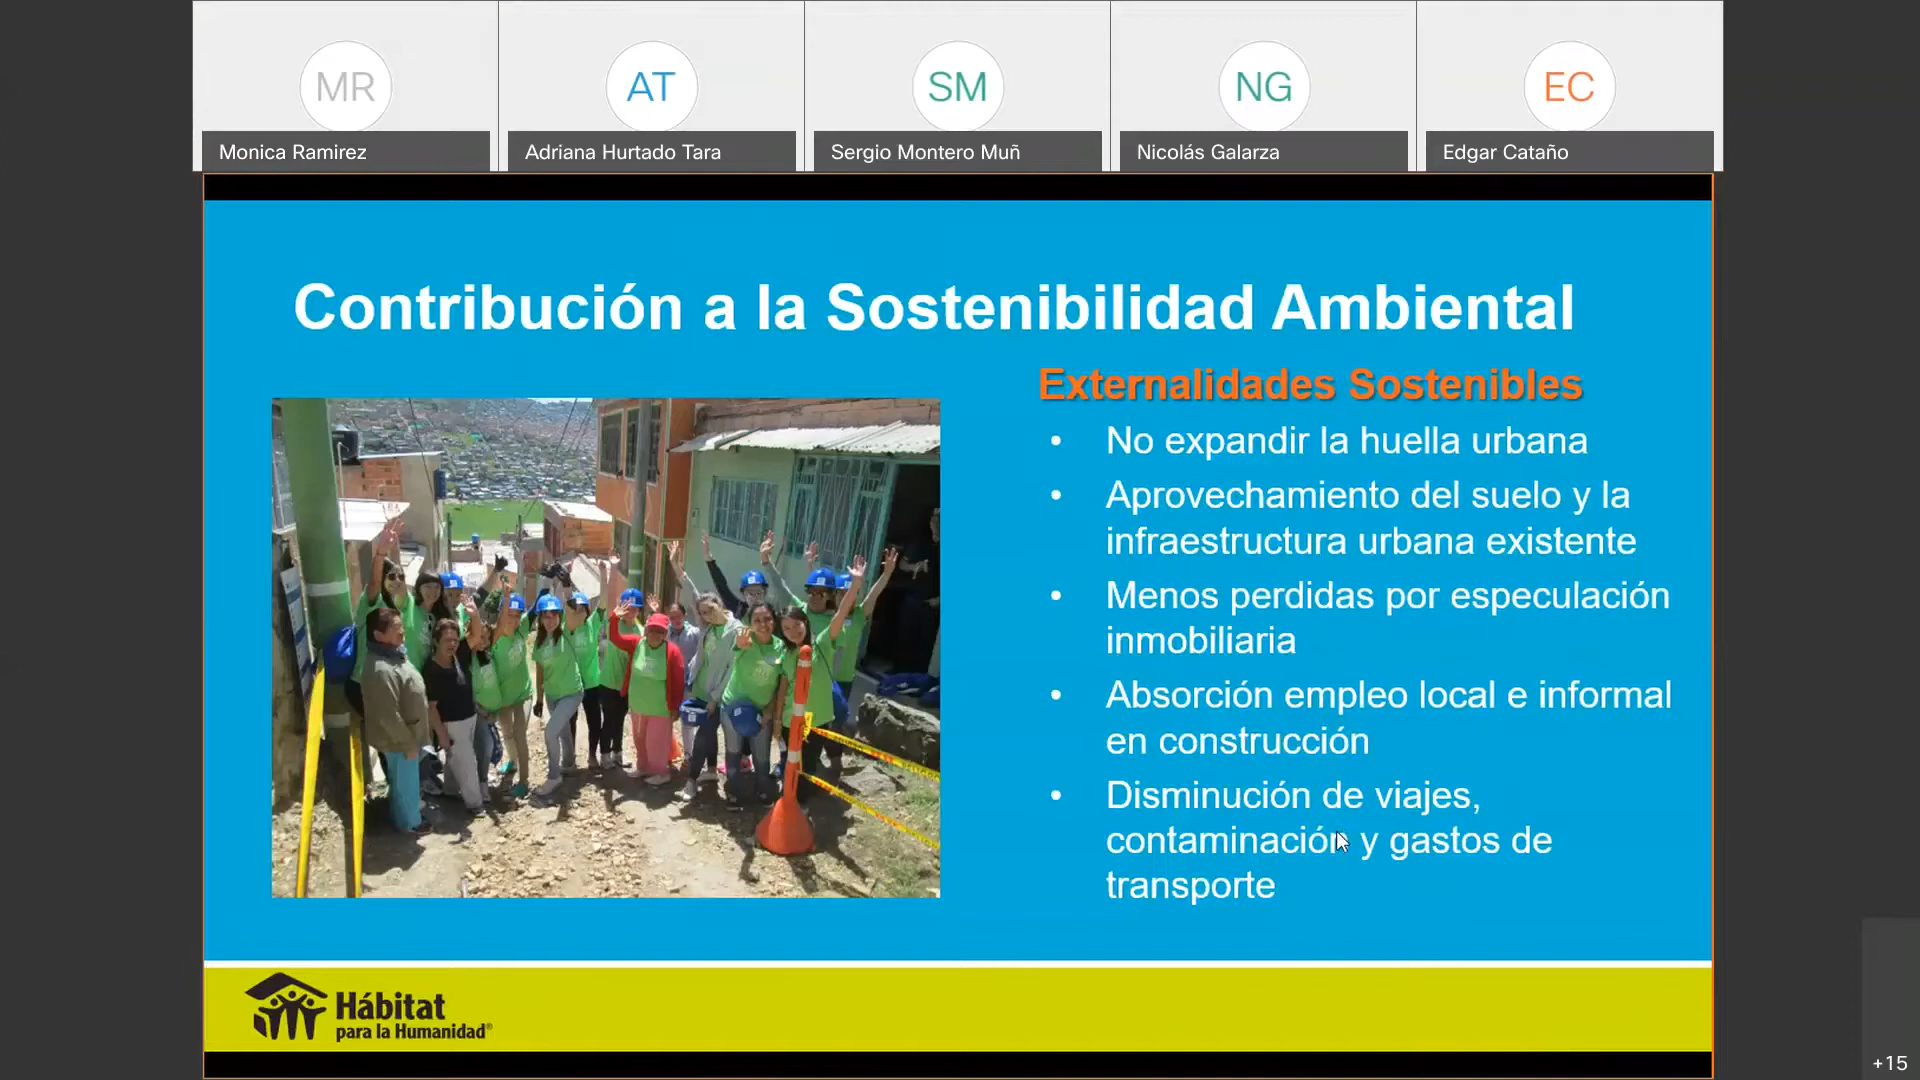 MR
AT
SM
NG
EC
Monica Ramirez
Adriana Hurtado Tara
Sergio Montero Muñ
Nicolás Galarza
Edgar Cataño
Contribución a la Sostenibilidad Ambiental
Externalidades Sostenibles
• No expandir la huella urbana
• Aprovechamiento del suelo y la
infraestructura urbana existente
• Menos perdidas por especulación
inmobiliaria
• Absorción empleo local e informal
en construcción
• Disminución de viajes,
contaminación y gastos de
transporte
Hábitat
para la Humanidad®
+15